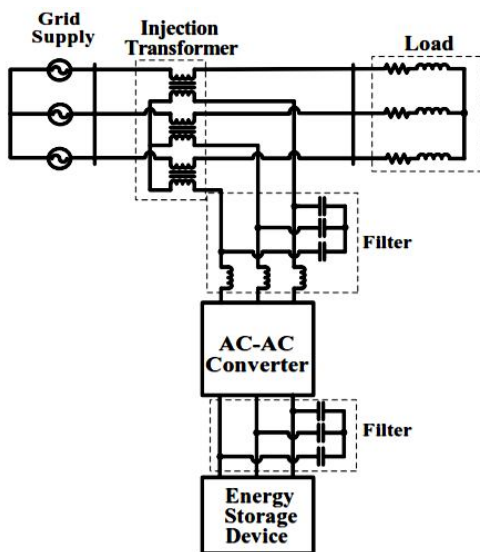 Grid
Supply
Injection
Transformer
Load
Filter
AC-AC
Converter
Filter
Energy
Storage
Device